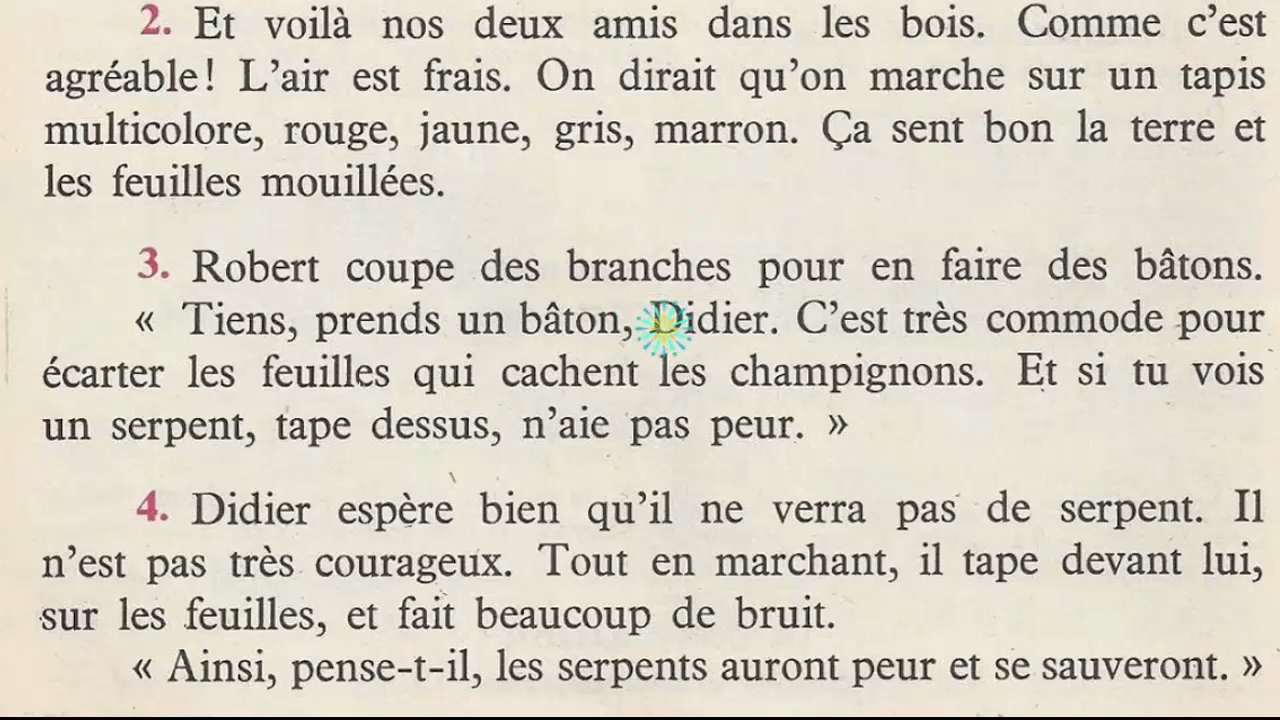 2. Et voilà nos deux amis dans les bois. Comme c'est
agréable! L'air est frais. On dirait qu'on marche sur un tapis
multicolore, rouge, jaune, gris, marron. Ça sent bon la terre et
les feuilles mouillées.
3. Robert coupe des branches pour en faire des bâtons.
« Tiens, prends un bâton, Didier. C'est très commode pour
écarter les feuilles qui cachent les champignons. Et si tu vois
un serpent, tape dessus, n'aie pas peur. »
4. Didier espère bien qu'il ne verra pas de serpent. Il
n'est pas très courageux. Tout en marchant, il tape devant lui,
sur les feuilles, et fait beaucoup de bruit.
« Ainsi, pense-t-il, les serpents auront peur et se sauveront. »